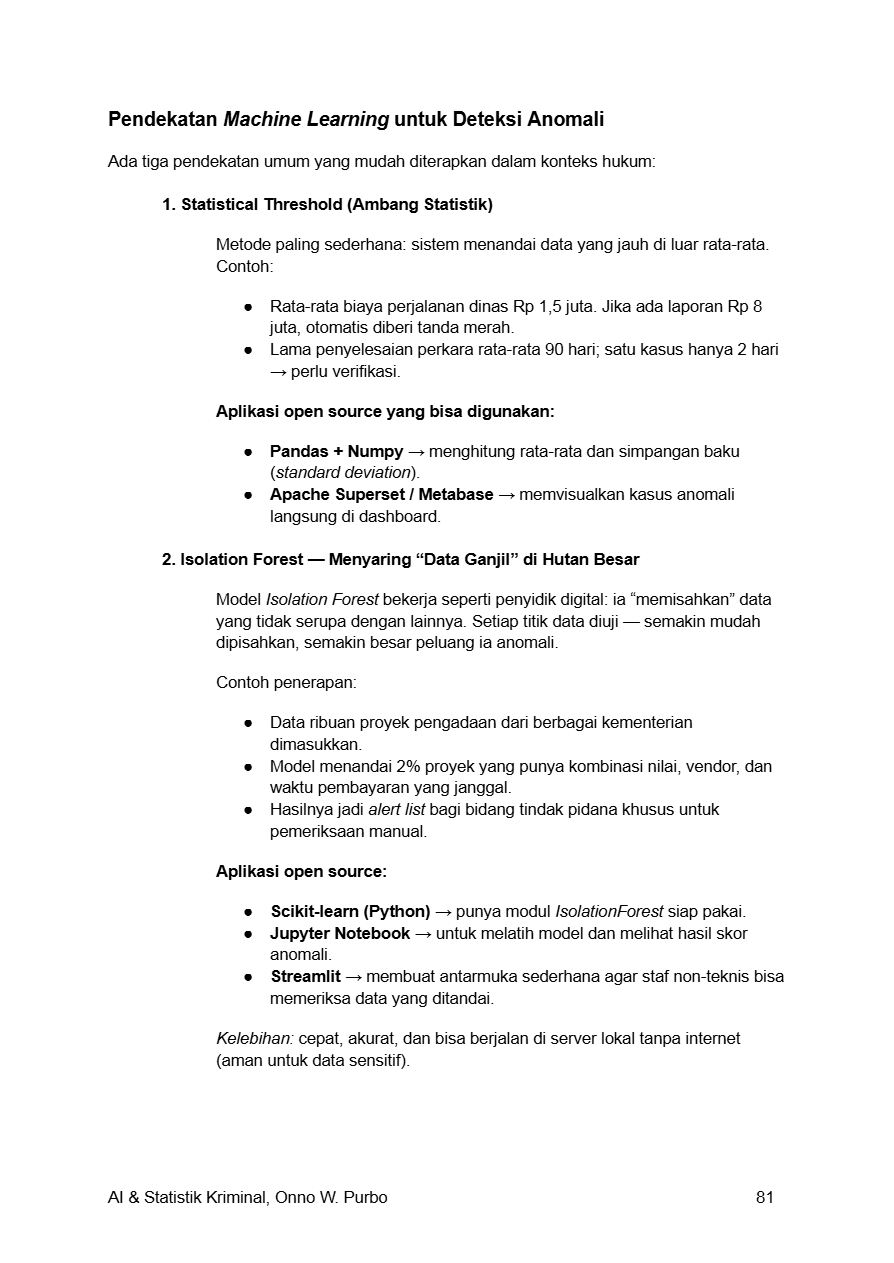 Pendekatan Machine Learning untuk Deteksi Anomali
Ada tiga pendekatan umum yang mudah diterapkan dalam konteks hukum:
1. Statistical Threshold (Ambang Statistik)
Metode paling sederhana: sistem menandai data yang jauh di luar rata-rata.
Contoh:
● Rata-rata biaya perjalanan dinas Rp 1,5 juta. Jika ada laporan Rp 8
juta, otomatis diberi tanda merah.
● Lama penyelesaian perkara rata-rata 90 hari; satu kasus hanya 2 hari
→ perlu verifikasi.
Aplikasi open source yang bisa digunakan:
● Pandas + Numpy → menghitung rata-rata dan simpangan baku
(standard deviation).
● Apache Superset / Metabase → memvisualkan kasus anomali
langsung di dashboard.
2. Isolation Forest — Menyaring “Data Ganjil” di Hutan Besar
Model Isolation Forest bekerja seperti penyidik digital: ia “memisahkan” data
yang tidak serupa dengan lainnya. Setiap titik data diuji — semakin mudah
dipisahkan, semakin besar peluang ia anomali.
Contoh penerapan:
● Data ribuan proyek pengadaan dari berbagai kementerian
dimasukkan.
● Model menandai 2% proyek yang punya kombinasi nilai, vendor, dan
waktu pembayaran yang janggal.
● Hasilnya jadi alert list bagi bidang tindak pidana khusus untuk
pemeriksaan manual.
Aplikasi open source:
● Scikit-learn (Python) → punya modul IsolationForest siap pakai.
● Jupyter Notebook → untuk melatih model dan melihat hasil skor
anomali.
● Streamlit → membuat antarmuka sederhana agar staf non-teknis bisa
memeriksa data yang ditandai.
Kelebihan: cepat, akurat, dan bisa berjalan di server lokal tanpa internet
(aman untuk data sensitif).
AI & Statistik Kriminal, Onno W. Purbo 81